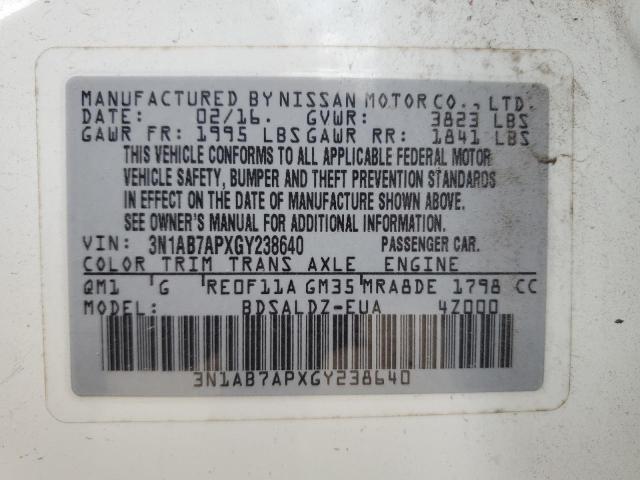 MANUFACTURED BY NISSAN MOTOR CO., LTD.
DATE: 02/16. GVWR: 3823 LBS
GAWR FR: 1995 LBS GAWR RR: 1841 LBS
THIS VEHICLE CONFORMS TO ALL APPLICABLE FEDERAL MOTOR
VEHICLE SAFETY, BUMPER AND THEFT PREVENTION STANDARDS
IN EFFECT ON THE DATE OF MANUFACTURE SHOWN ABOVE.
SEE OWNER'S MANUAL FOR ADDITIONAL INFORMATION.
VIN: 3N1AB7APXGY238640 PASSENGER CAR.
COLOR TRIM TRANS AXLE ENGINE
QM1 G RE0F11A GM35 MRA8DE 1798 CC
MODEL: BDSALDZ-EUA 4Z000
3N1AB7APXGY238640